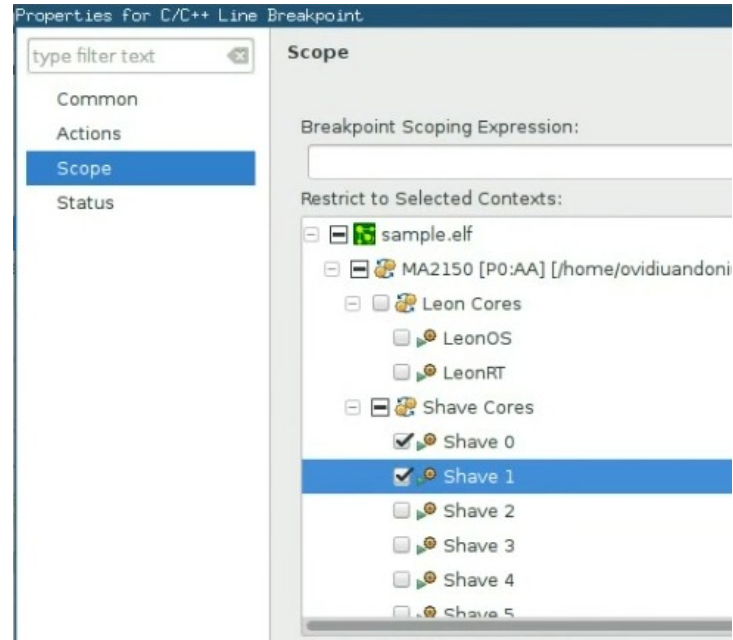 Properties for C/C++ Line Breakpoint
type filter text
Common
Actions
Scope
Status
Scope
Breakpoint Scoping Expression:
Restrict to Selected Contexts:
sample.elf
MA2150 [P0:AA] [/home/ovidiuandoni
Leon Cores
LeonOS
LeonRT
Shave Cores
Shave 0
Shave 1
Shave 2
Shave 3
Shave 4
Shave 5